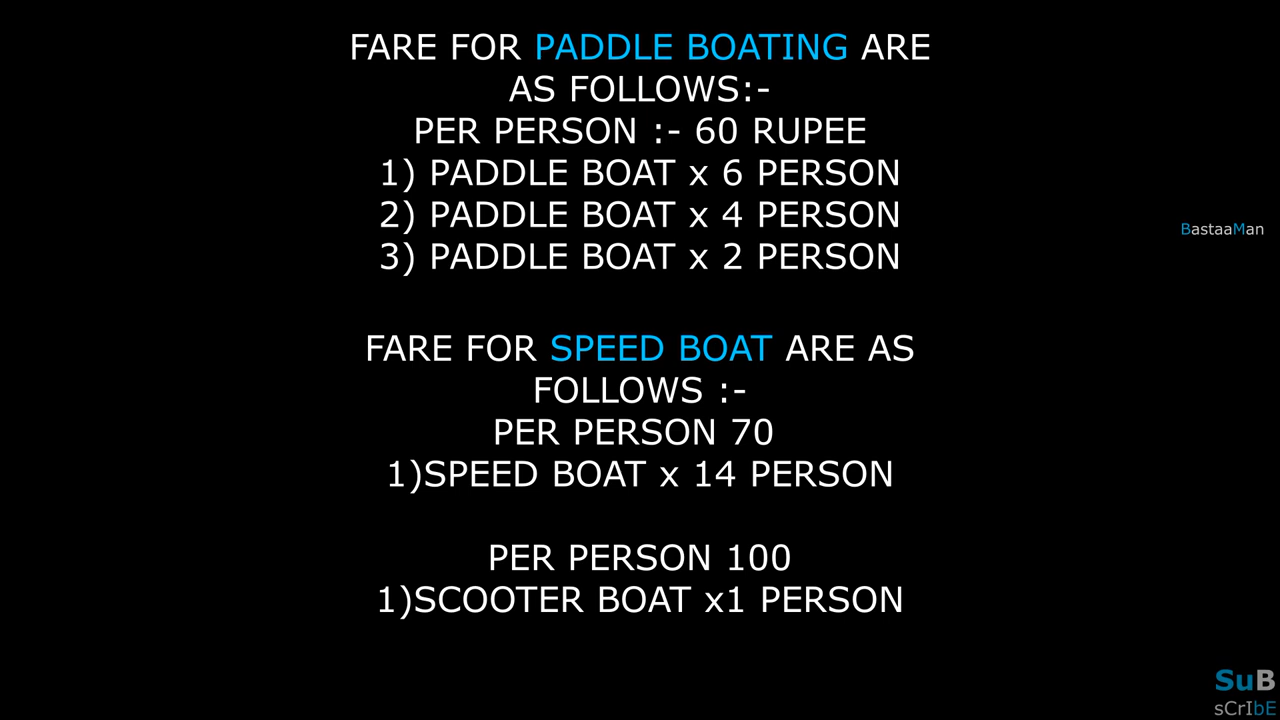 FARE FOR PADDLE BOATING ARE
AS FOLLOWS:-
PER PERSON :- 60 RUPEE
1) PADDLE BOAT x 6 PERSON
2) PADDLE BOAT x 4 PERSON
3) PADDLE BOAT x 2 PERSON
BastaaMan
FARE FOR SPEED BOAT ARE AS
FOLLOWS :-
PER PERSON 70
1)SPEED BOAT x 14 PERSON
PER PERSON 100
1)SCOOTER BOAT x1 PERSON
SuB
sCrIbE